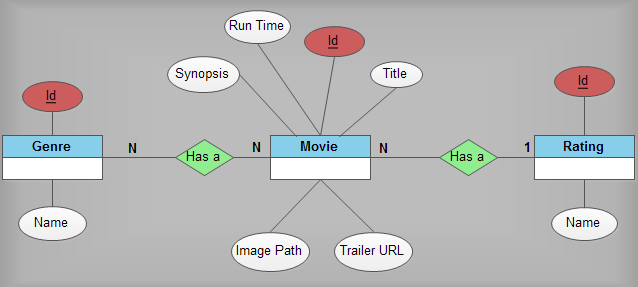 Run Time
Id
Synopsis
Title
Id
Id
Genre
N
Has a
N
Movie
N
Has a
1
Rating
Name
Image Path
Trailer URL
Name